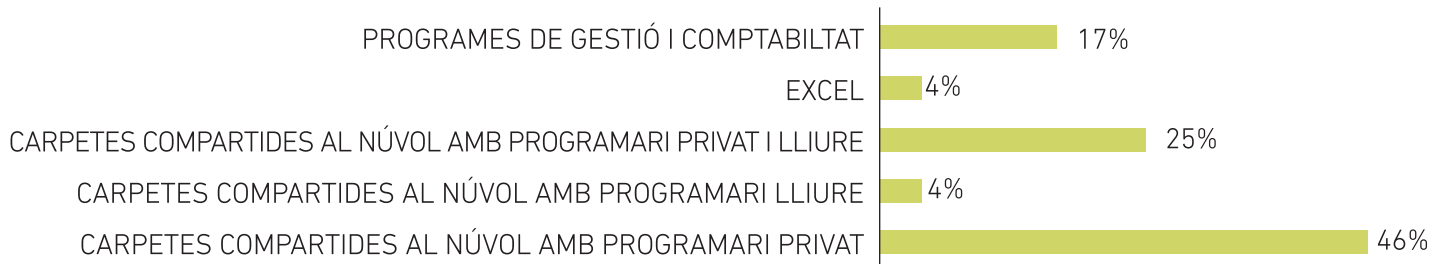 PROGRAMES DE GESTIÓ I COMPTABILTAT 17%
EXCEL 4%
CARPETES COMPARTIDES AL NÚVOL AMB PROGRAMARI PRIVAT I LLIURE 25%
CARPETES COMPARTIDES AL NÚVOL AMB PROGRAMARI LLIURE 4%
CARPETES COMPARTIDES AL NÚVOL AMB PROGRAMARI PRIVAT 46%